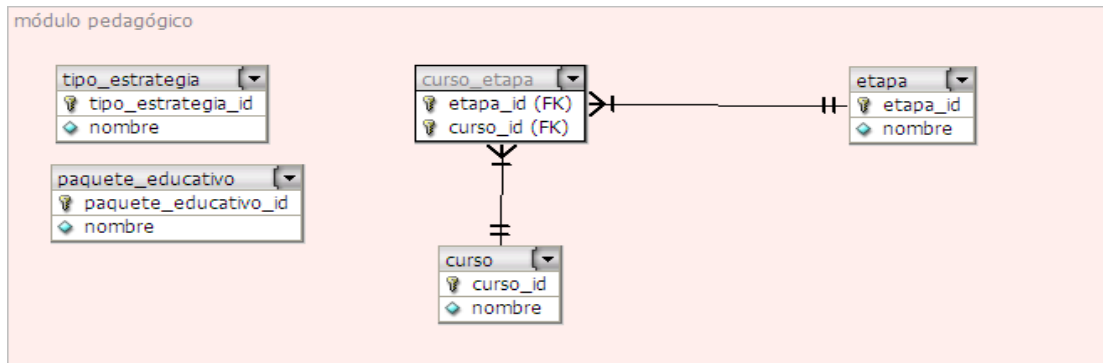 módulo pedagógico
tipo_estrategia
tipo_estrategia_id
nombre
paquete_educativo
paquete_educativo_id
nombre
curso_etapa
etapa_id (FK)
curso_id (FK)
curso
curso_id
nombre
etapa
etapa_id
nombre